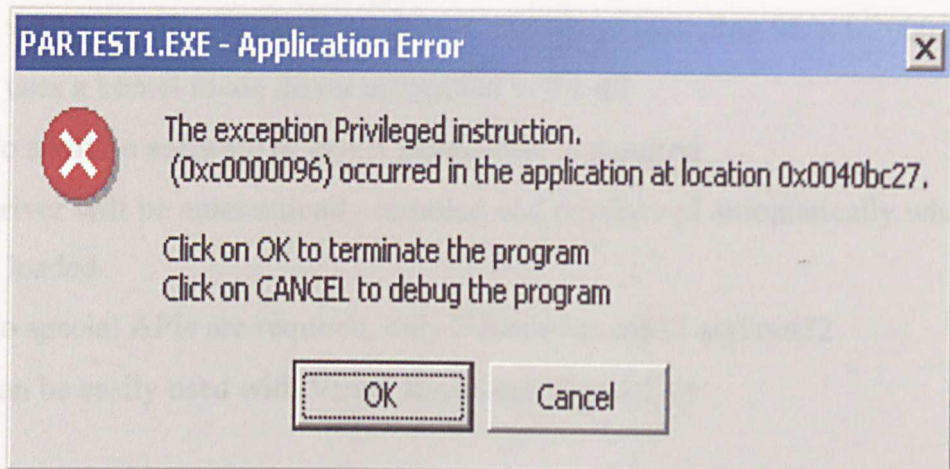 PARTEST1.EXE - Application Error
The exception Privileged instruction.
(0xc0000096) occurred in the application at location 0x0040bc27.
Click on OK to terminate the program
Click on CANCEL to debug the program
OK
Cancel